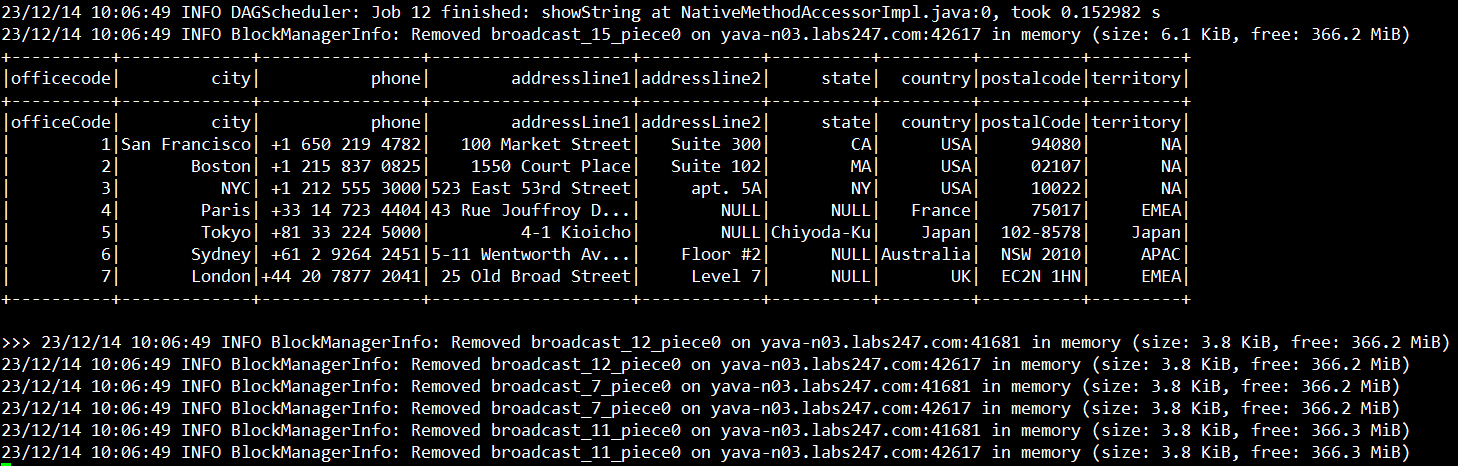 23/12/14 10:06:49 INFO DAGScheduler: Job 12 finished: showString at NativeMethodAccessorImpl.java:0, took 0.152982 s
23/12/14 10:06:49 INFO BlockManagerInfo: Removed broadcast_15_piece0 on yava-n03.labs247.com:42617 in memory (size: 6.1 KiB, free: 366.2 MiB)
+----------+-------------+----------------+--------------------+------------+----------+---------+----------+---------+
|officecode|         city|           phone|        addressline1|addressline2|     state|  country|postalcode|territory|
+----------+-------------+----------------+--------------------+------------+----------+---------+----------+---------+
|officeCode|         city|           phone|        addressLine1|addressLine2|     state|  country|postalCode|territory|
|         1|San Francisco| +1 650 219 4782|   100 Market Street|   Suite 300|        CA|      USA|     94080|       NA|
|         2|       Boston| +1 215 837 0825|    1550 Court Place|   Suite 102|        MA|      USA|     02107|       NA|
|         3|          NYC| +1 212 555 3000|523 East 53rd Street|     apt. 5A|        NY|      USA|     10022|       NA|
|         4|        Paris| +33 14 723 4404|43 Rue Jouffroy D...|        NULL|      NULL|   France|     75017|     EMEA|
|         5|        Tokyo| +81 33 224 5000|         4-1 Kioicho|        NULL|Chiyoda-Ku|    Japan|  102-8578|    Japan|
|         6|       Sydney| +61 2 9264 2451|5-11 Wentworth Av...|    Floor #2|      NULL|Australia|  NSW 2010|     APAC|
|         7|       London|+44 20 7877 2041| 25 Old Broad Street|     Level 7|      NULL|       UK|  EC2N 1HN|     EMEA|
+----------+-------------+----------------+--------------------+------------+----------+---------+----------+---------+
>>> 23/12/14 10:06:49 INFO BlockManagerInfo: Removed broadcast_12_piece0 on yava-n03.labs247.com:41681 in memory (size: 3.8 KiB, free: 366.2 MiB)
23/12/14 10:06:49 INFO BlockManagerInfo: Removed broadcast_12_piece0 on yava-n03.labs247.com:42617 in memory (size: 3.8 KiB, free: 366.2 MiB)
23/12/14 10:06:49 INFO BlockManagerInfo: Removed broadcast_7_piece0 on yava-n03.labs247.com:41681 in memory (size: 3.8 KiB, free: 366.2 MiB)
23/12/14 10:06:49 INFO BlockManagerInfo: Removed broadcast_7_piece0 on yava-n03.labs247.com:42617 in memory (size: 3.8 KiB, free: 366.2 MiB)
23/12/14 10:06:49 INFO BlockManagerInfo: Removed broadcast_11_piece0 on yava-n03.labs247.com:41681 in memory (size: 3.8 KiB, free: 366.3 MiB)
23/12/14 10:06:49 INFO BlockManagerInfo: Removed broadcast_11_piece0 on yava-n03.labs247.com:42617 in memory (size: 3.8 KiB, free: 366.3 MiB)